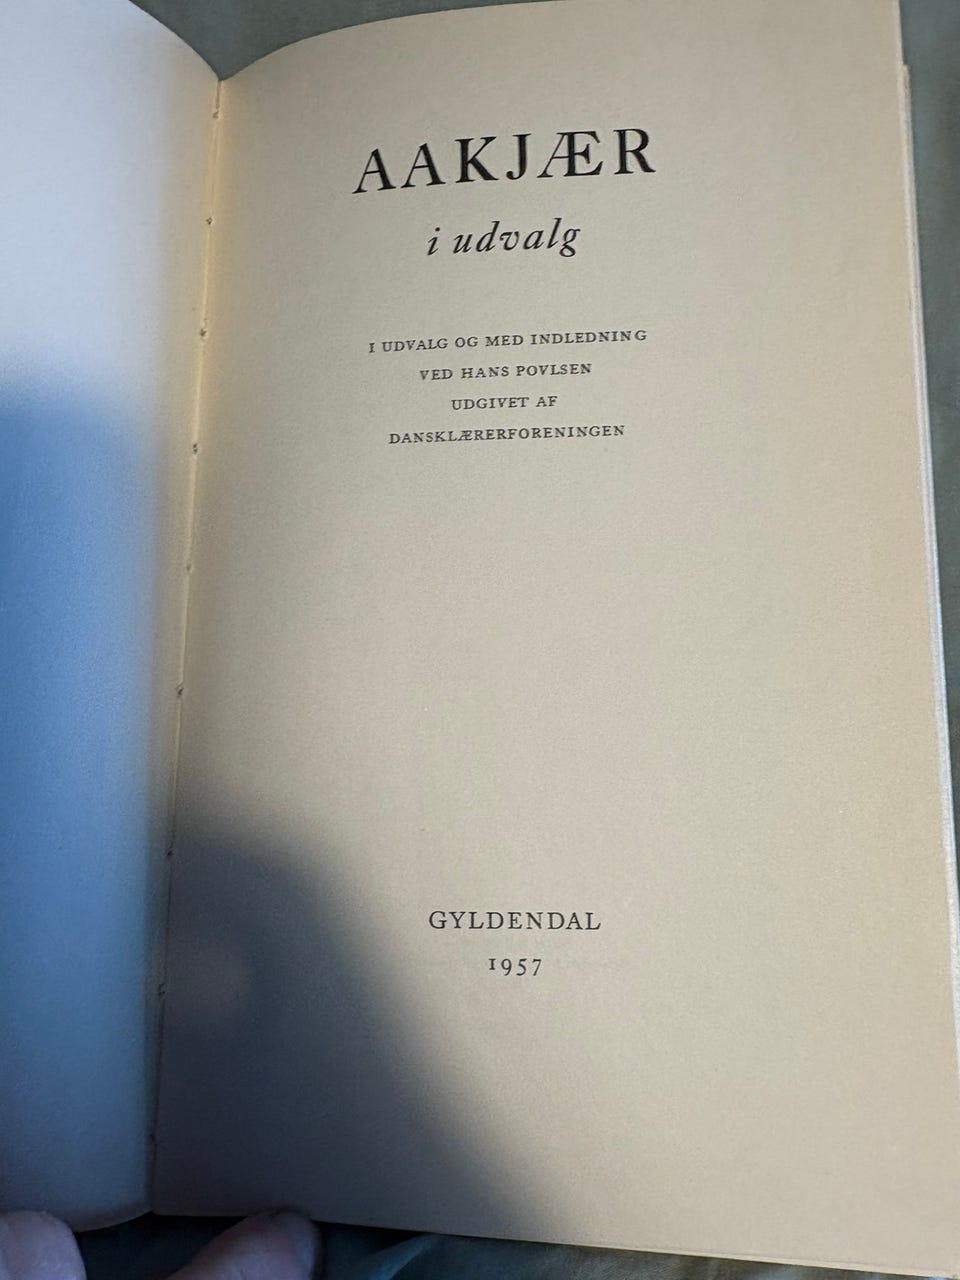 AAKJÆR
i udvalg
I UDVALG OG MED INDLEDNING
VED HANS POVLSEN
UDGIVET AF
DANSKLÆRERFORENINGEN
GYLDENDAL
1957